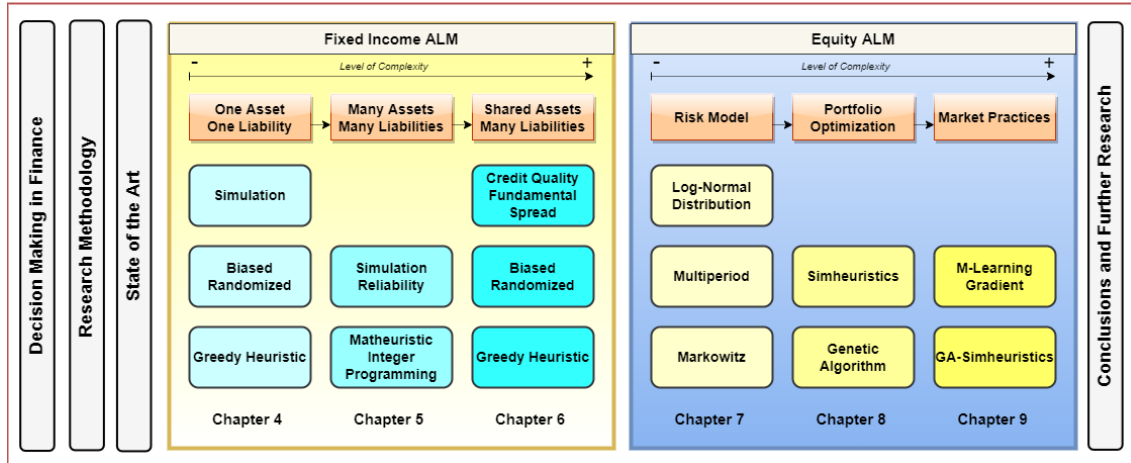 Decision Making in Finance
Research Methodology
State of the Art
Fixed Income ALM
- +
Level of Complexity
One Asset
One Liability
Many Assets
Many Liabilities
Shared Assets
Many Liabilities
Simulation
Credit Quality
Fundamental
Spread
Biased
Randomized
Simulation
Reliability
Biased
Randomized
Greedy Heuristic
Matheuristic
Integer
Programming
Greedy Heuristic
Chapter 4
Chapter 5
Chapter 6
Equity ALM
- +
Level of Complexity
Risk Model
Portfolio
Optimization
Market Practices
Log-Normal
Distribution
Multiperiod
Simheuristics
M-Learning
Gradient
Markowitz
Genetic
Algorithm
GA-Simheuristics
Chapter 7
Chapter 8
Chapter 9
Conclusions and Further Research